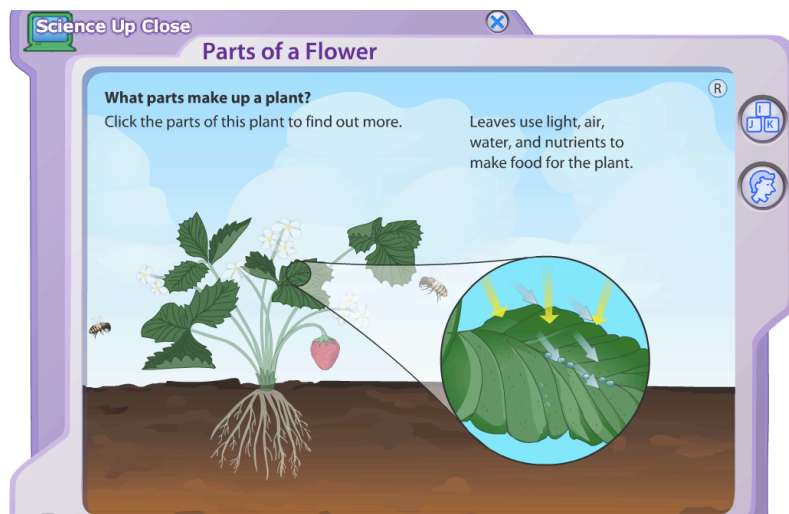 Science Up Close
Parts of a Flower
R
What parts make up a plant?
Click the parts of this plant to find out more.
Leaves use light, air,
water, and nutrients to
make food for the plant.
I
J K